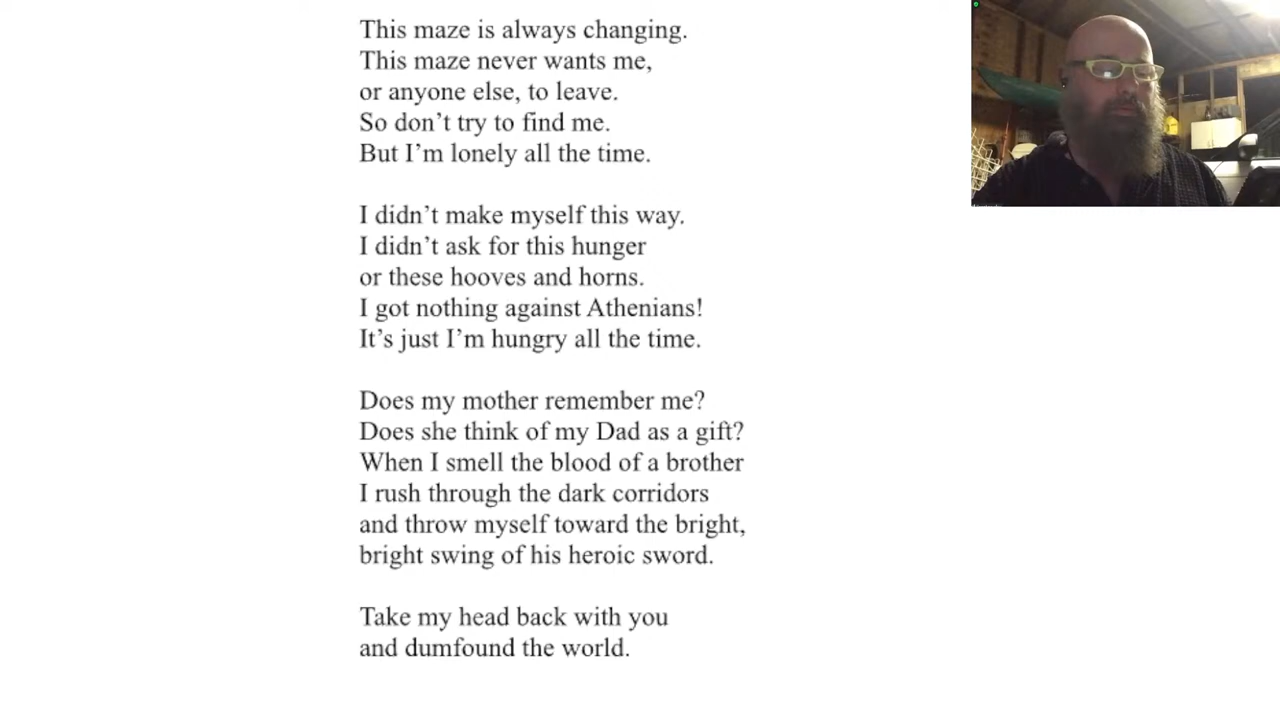 This maze is always changing.
This maze never wants me,
or anyone else, to leave.
So don't try to find me.
But I'm lonely all the time.
I didn't make myself this way.
I didn't ask for this hunger
or these hooves and horns.
I got nothing against Athenians!
It's just I'm hungry all the time.
Does my mother remember me?
Does she think of my Dad as a gift?
When I smell the blood of a brother
I rush through the dark corridors
and throw myself toward the bright,
bright swing of his heroic sword.
Take my head back with you
and dumfound the world.